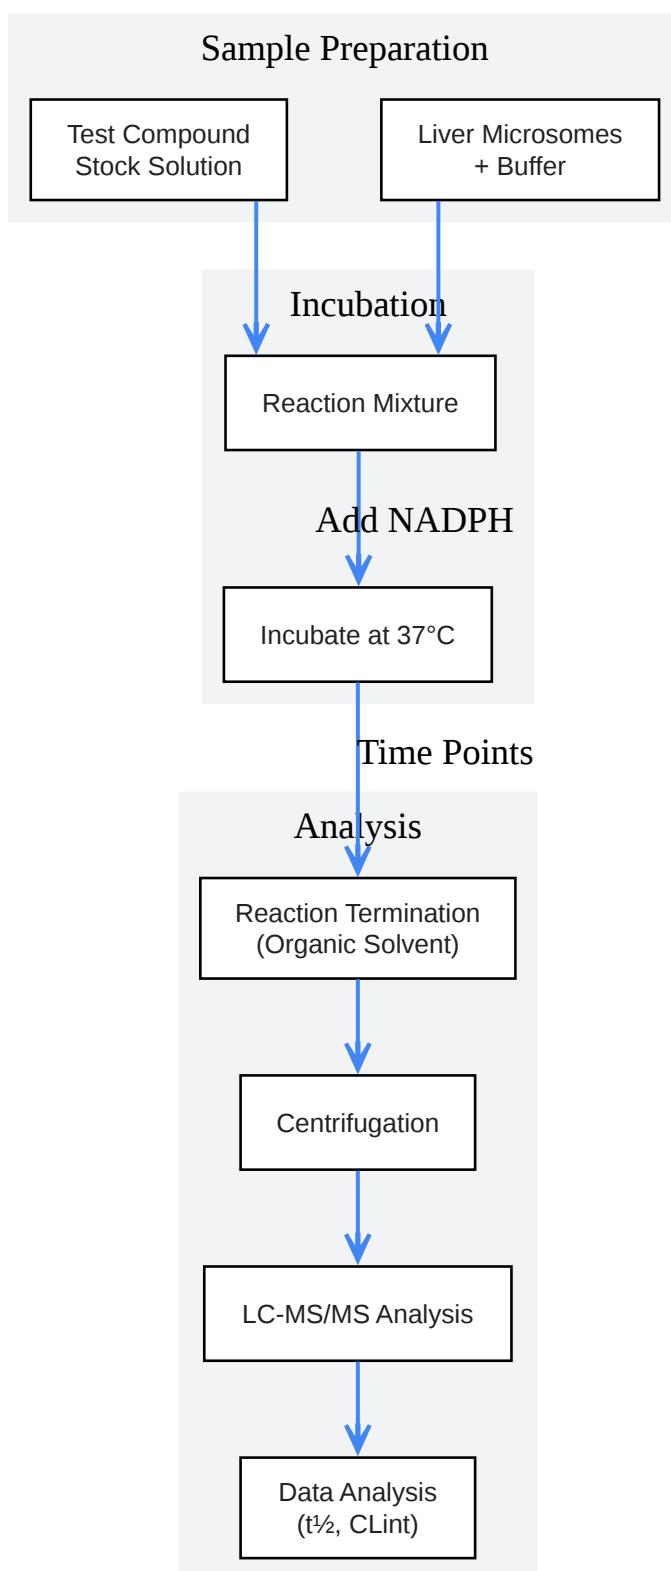 Sample Preparation
Test Compound
Stock Solution
Liver Microsomes
+ Buffer
Incubation
Reaction Mixture
Add NADPH
Incubate at 37°C
Time Points
Analysis
Reaction Termination
(Organic Solvent)
Centrifugation
LC-MS/MS Analysis
Data Analysis
(t½, CLint)